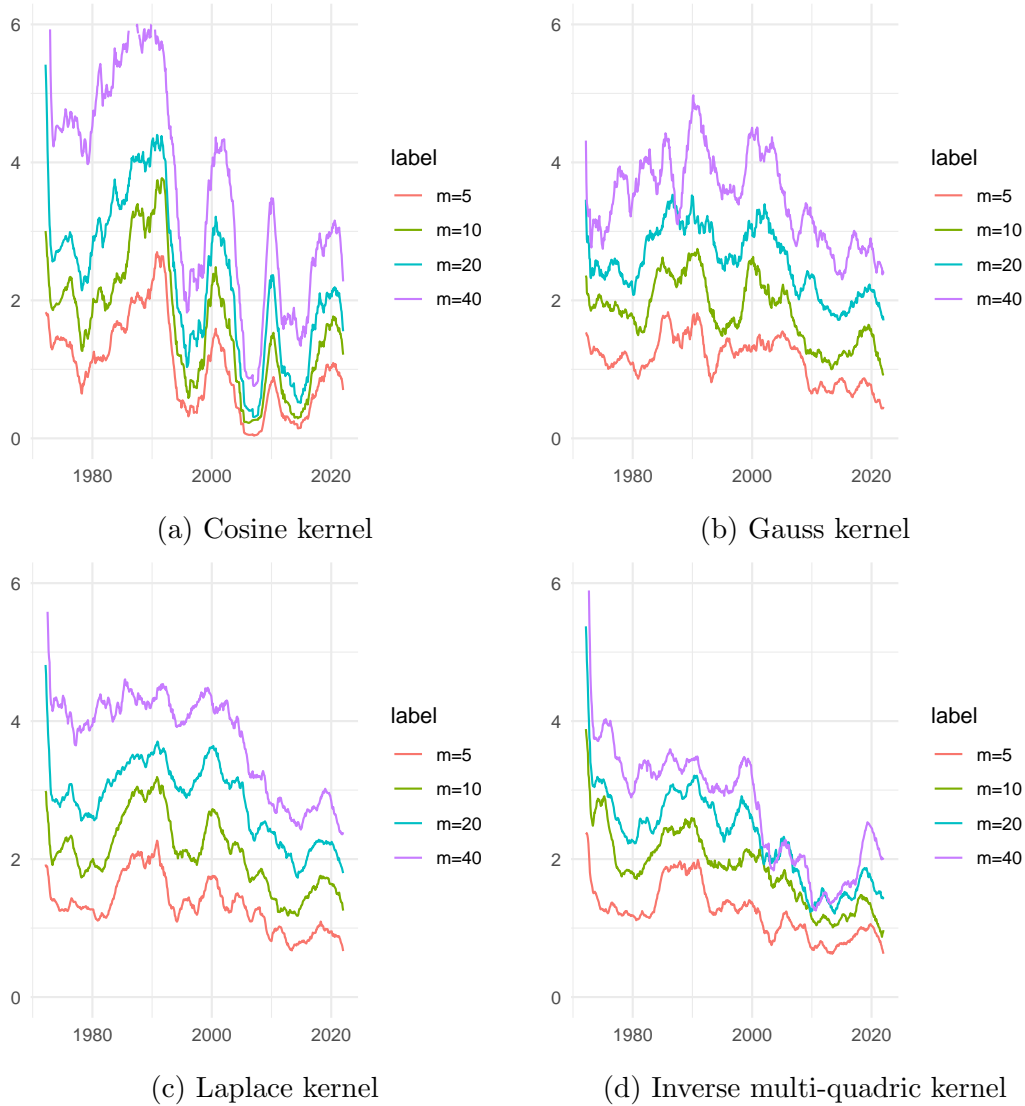 6
4
2
0
1980
2000
2020
label
m=5
m=10
m=20
m=40
(a) Cosine kernel
6
4
2
0
1980
2000
2020
label
m=5
m=10
m=20
m=40
(b) Gauss kernel
6
4
2
0
1980
2000
2020
label
m=5
m=10
m=20
m=40
(c) Laplace kernel
6
4
2
0
1980
2000
2020
label
m=5
m=10
m=20
m=40
(d) Inverse multi-quadric kernel